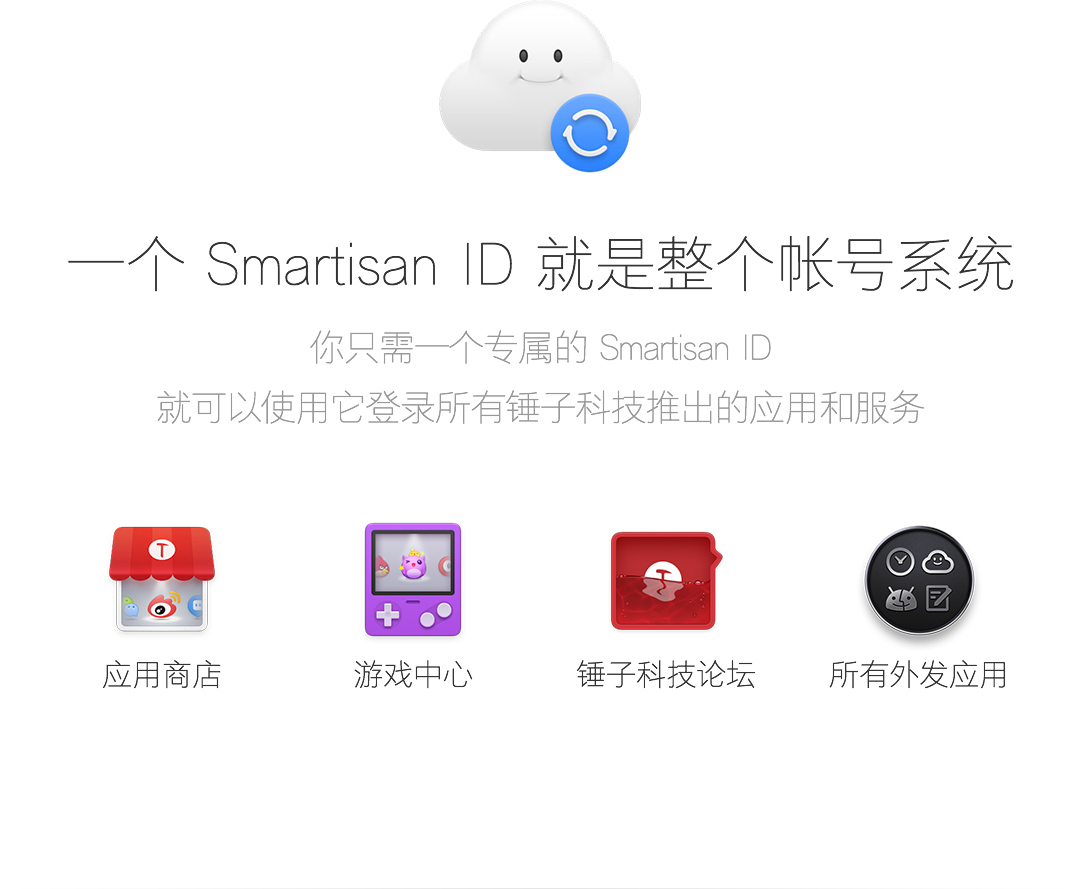 一个 Smartisan ID 就是整个帐号系统
你只需一个专属的 Smartisan ID
就可以使用它登录所有锤子科技推出的应用和服务
应用商店
游戏中心
锤子科技论坛
所有外发应用